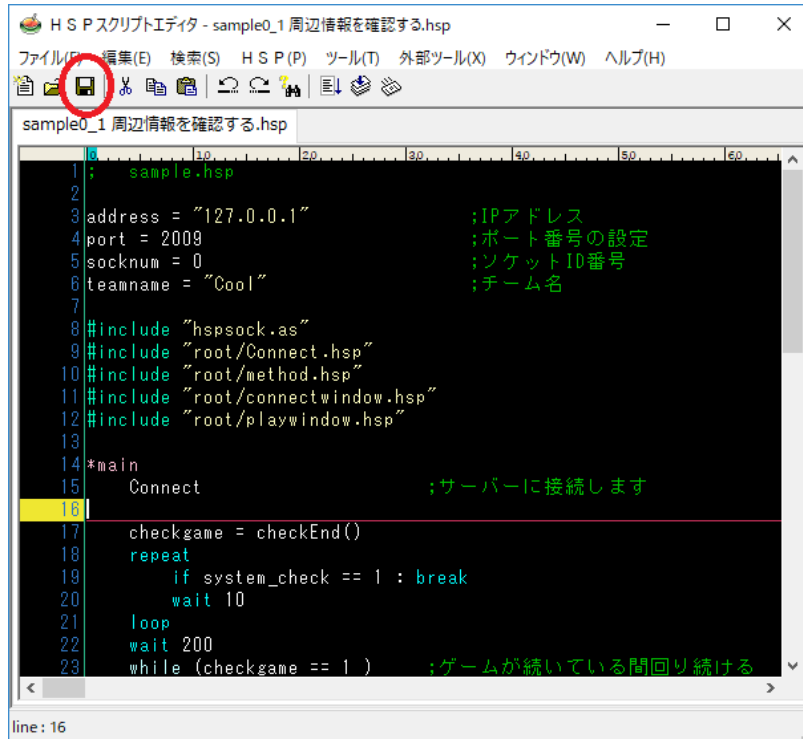 ＨＳＰスクリプトエディタ - sample0_1 周辺情報を確認する.hsp
ファイル(F) 編集(E) 検索(S) ＨＳＰ(P) ツール(T) 外部ツール(X) ウィンドウ(W) ヘルプ(H)
sample0_1 周辺情報を確認する.hsp
0 10 20 30 40 50 60
1 ;   sample.hsp
2
3 address = "127.0.0.1" ;IPアドレス
4 port = 2009 ;ポート番号の設定
5 socknum = 0 ;ソケットID番号
6 teamname = "Cool" ;チーム名
7
8 #include "hspsock.as"
9 #include "root/Connect.hsp"
10 #include "root/method.hsp"
11 #include "root/connectwindow.hsp"
12 #include "root/playwindow.hsp"
13
14 *main
15     Connect ;サーバーに接続します
16
17     checkgame = checkEnd()
18     repeat
19         if system_check == 1 : break
20         wait 10
21     loop
22     wait 200
23     while (checkgame == 1 ) ;ゲームが続いている間回り続ける
line : 16